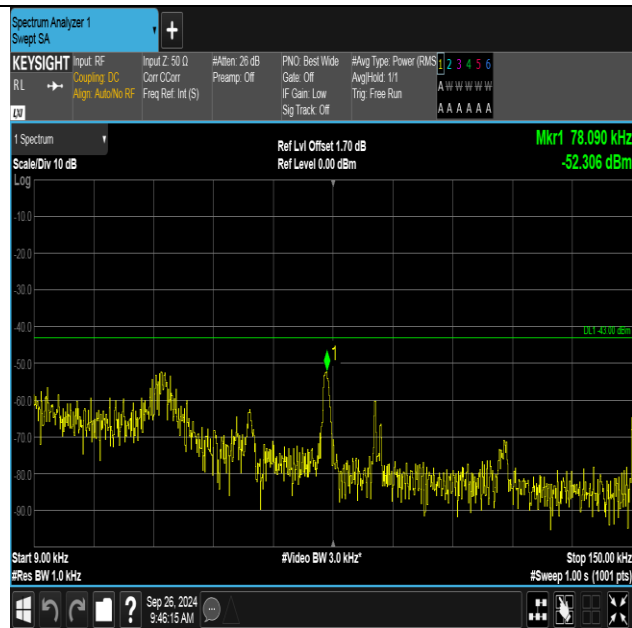 Spectrum Analyzer 1
Swept SA
+
KEYSIGHT
RL
LXI
Input: RF
Coupling: DC
Align: Auto/No RF
Input Z: 50 Ω
Corr CCorr
Freq Ref: Int (S)
#Atten: 26 dB
Preamp: Off
PNO: Best Wide
Gate: Off
IF Gain: Low
Sig Track: Off
#Avg Type: Power (RMS
Avg|Hold: 1/1
Trig: Free Run
1 2 3 4 5 6
A W W W W W
A A A A A A
1 Spectrum
Scale/Div 10 dB
Ref Lvl Offset 1.70 dB
Ref Level 0.00 dBm
Mkr1 78.090 kHz
-52.306 dBm
Log
-10.0
-20.0
-30.0
-40.0
DL1 -43.00 dBm
1
-50.0
-60.0
-70.0
-80.0
-90.0
Start 9.00 kHz
#Video BW 3.0 kHz*
Stop 150.00 kHz
#Res BW 1.0 kHz
#Sweep 1.00 s (1001 pts)
?
Sep 26, 2024
9:46:15 AM